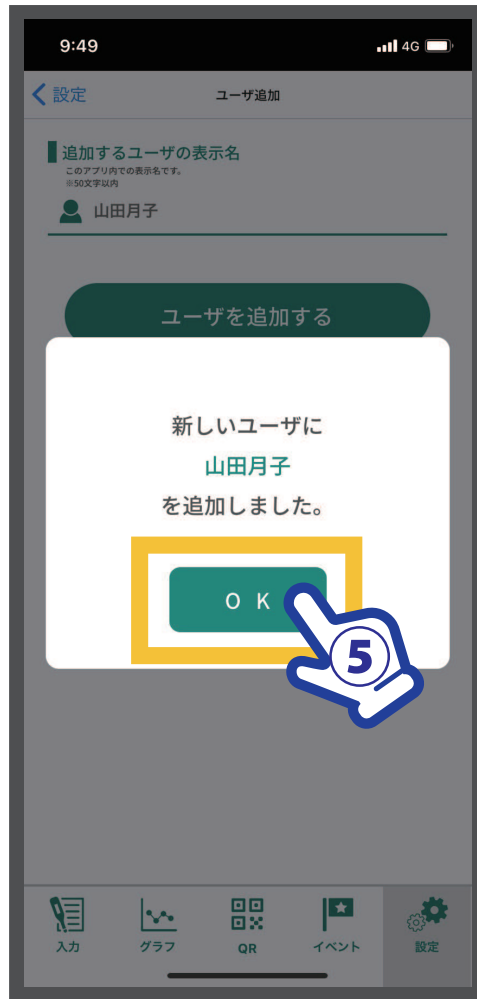 9:49
4G
設定
ユーザ追加
追加するユーザの表示名
このアプリ内での表示名です。
※50文字以内
山田月子
ユーザを追加する
新しいユーザに
山田月子
を追加しました。
O K
5
入力
グラフ
QR
イベント
設定